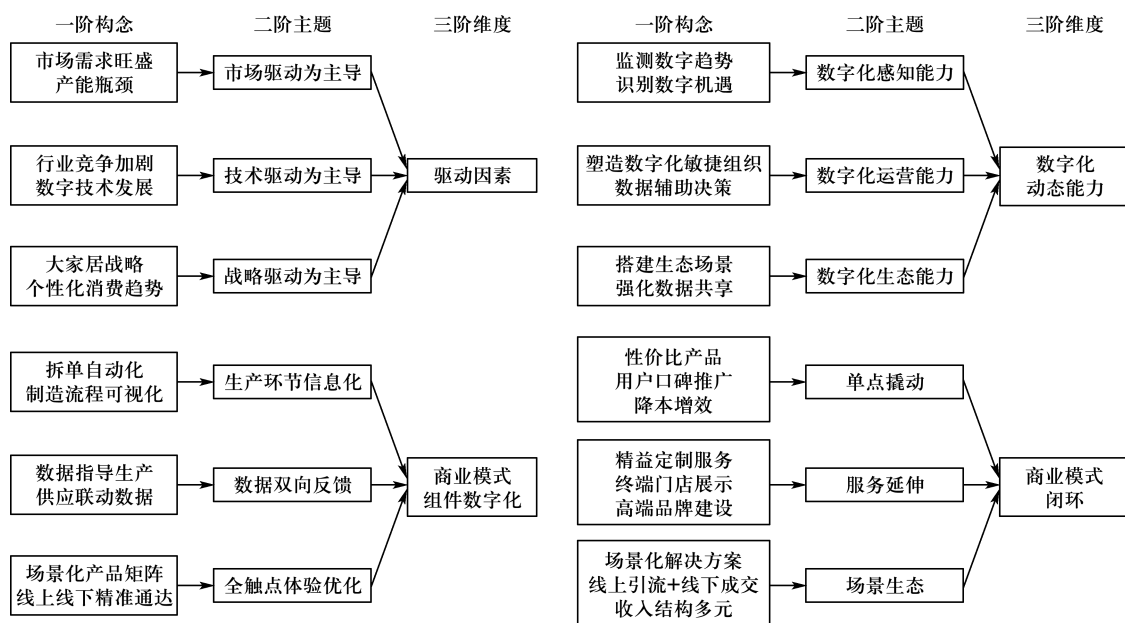 一阶构念
二阶主题
三阶维度
市场需求旺盛
产能瓶颈
市场驱动为主导
行业竞争加剧
数字技术发展
技术驱动为主导
驱动因素
大家居战略
个性化消费趋势
战略驱动为主导
拆单自动化
制造流程可视化
生产环节信息化
数据指导生产
供应联动数据
数据双向反馈
商业模式
组件数字化
场景化产品矩阵
线上线下精准通达
全触点体验优化
一阶构念
二阶主题
三阶维度
监测数字趋势
识别数字机遇
数字化感知能力
塑造数字化敏捷组织
数据辅助决策
数字化运营能力
数字化
动态能力
搭建生态场景
强化数据共享
数字化生态能力
性价比产品
用户口碑推广
降本增效
单点撬动
精益定制服务
终端门店展示
高端品牌建设
服务延伸
商业模式
闭环
场景化解决方案
线上引流+线下成交
收入结构多元
场景生态